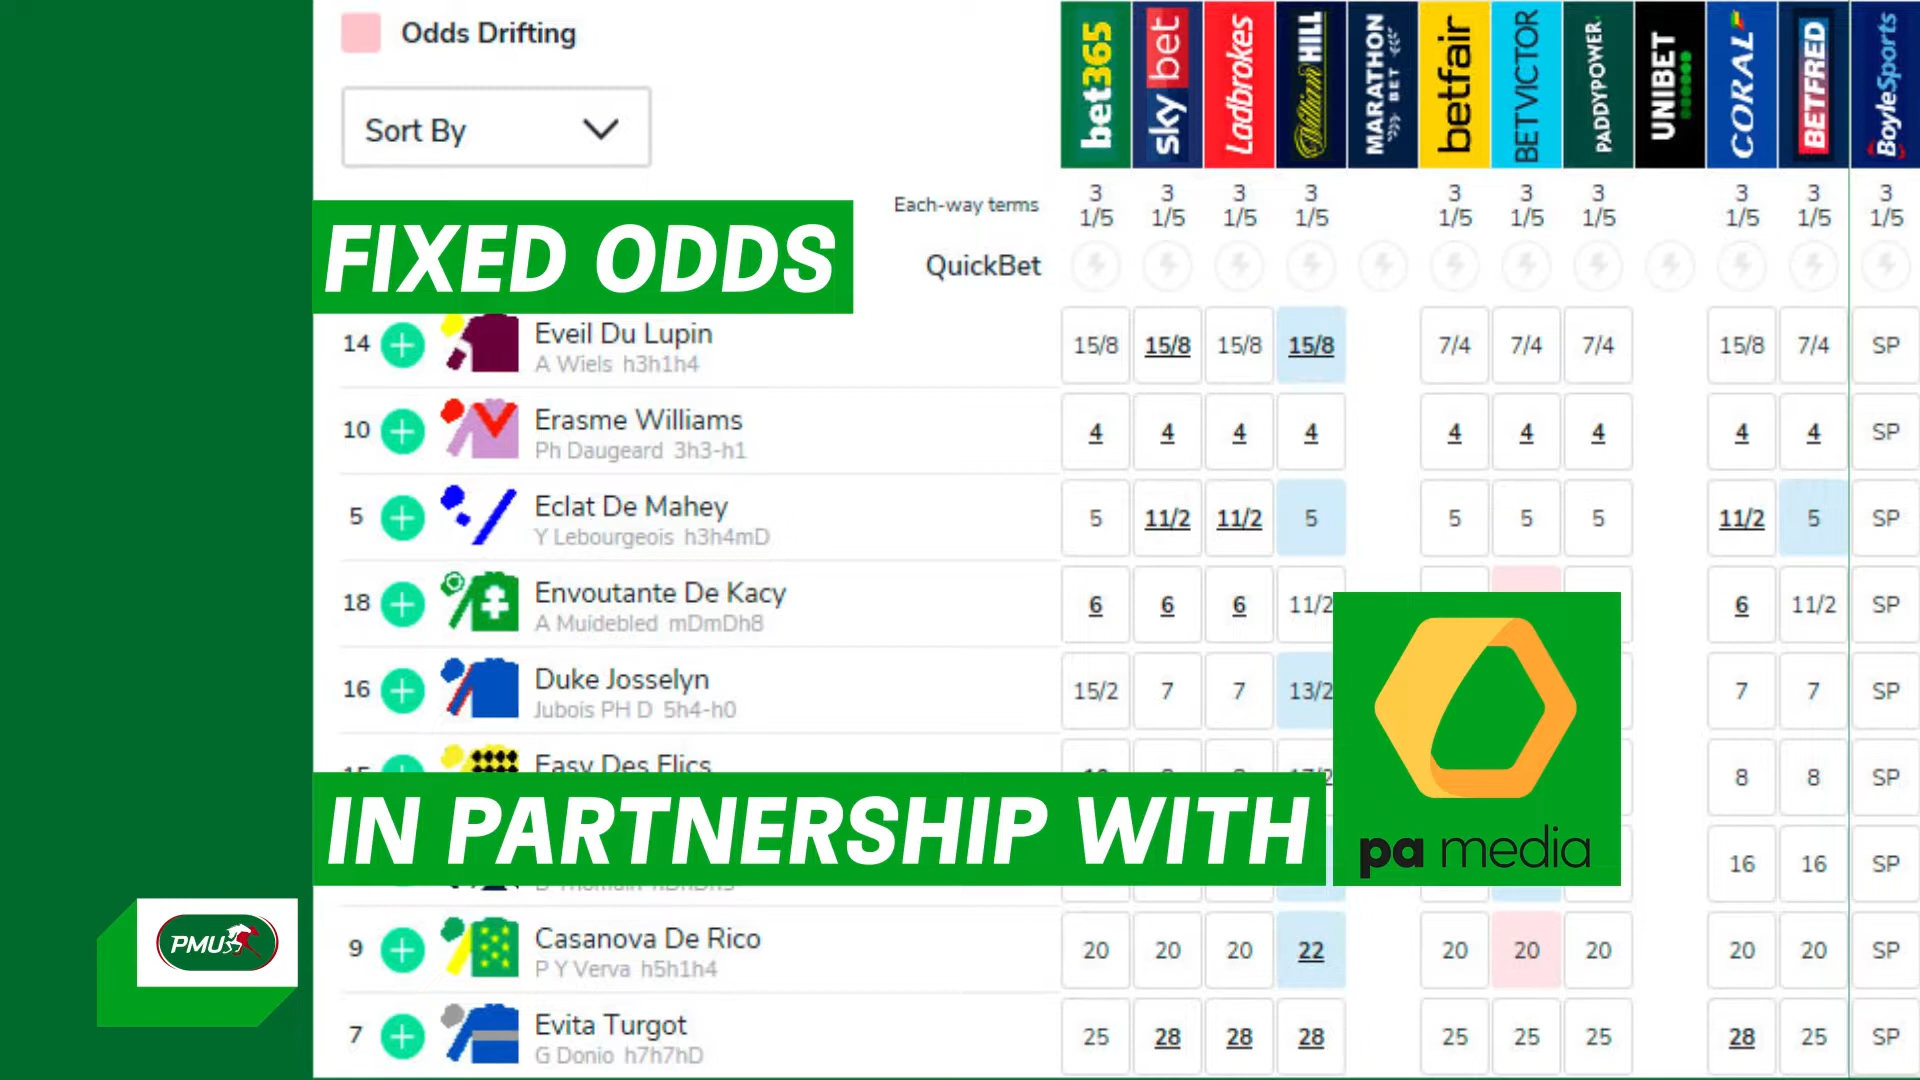 Odds Drifting
Sort By
bet365 sky bet Ladbrokes William HILL MARATHON BET betfair BETVICTOR PADDYPOWER UNIBET CORAL BETFRED BoyleSports
Each-way terms 3 3 3 3 3 3 3 3 3 3
1/5 1/5 1/5 1/5 1/5 1/5 1/5 1/5 1/5 1/5
FIXED ODDS
QuickBet
14 Eveil Du Lupin 15/8 15/8 15/8 15/8 7/4 7/4 7/4 15/8 7/4 SP
A Wiels h3h1h4
10 Erasme Williams 4 4 4 4 4 4 4 4 4 SP
Ph Daugeard 3h3-h1
5 Eclat De Mahey 5 11/2 11/2 5 5 5 5 11/2 5 SP
Y Lebourgeois h3h4mD
18 Envoutante De Kacy 6 6 6 11/2 6 11/2 SP
A Muidebled mDmDh8
16 Duke Josselyn 15/2 7 7 13/2 7 7 SP
Jubois PH D 5h4-h0
Easy Des Flics 8 8 SP
IN PARTNERSHIP WITH
pa media
16 16 SP
PMU
9 Casanova De Rico 20 20 20 22 20 20 20 20 20 SP
P Y Verva h5h1h4
7 Evita Turgot 25 28 28 28 25 25 25 28 25 SP
G Donio h7h7hD